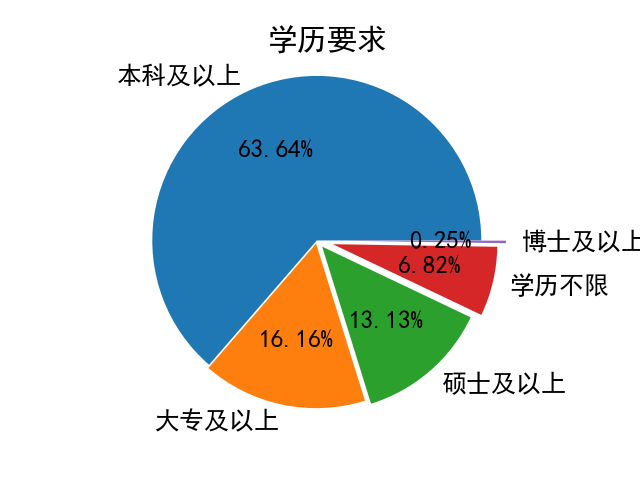 学历要求
本科及以上
63.64%
0.25%
博士及以上
6.82%
学历不限
13.13%
16.16%
硕士及以上
大专及以上